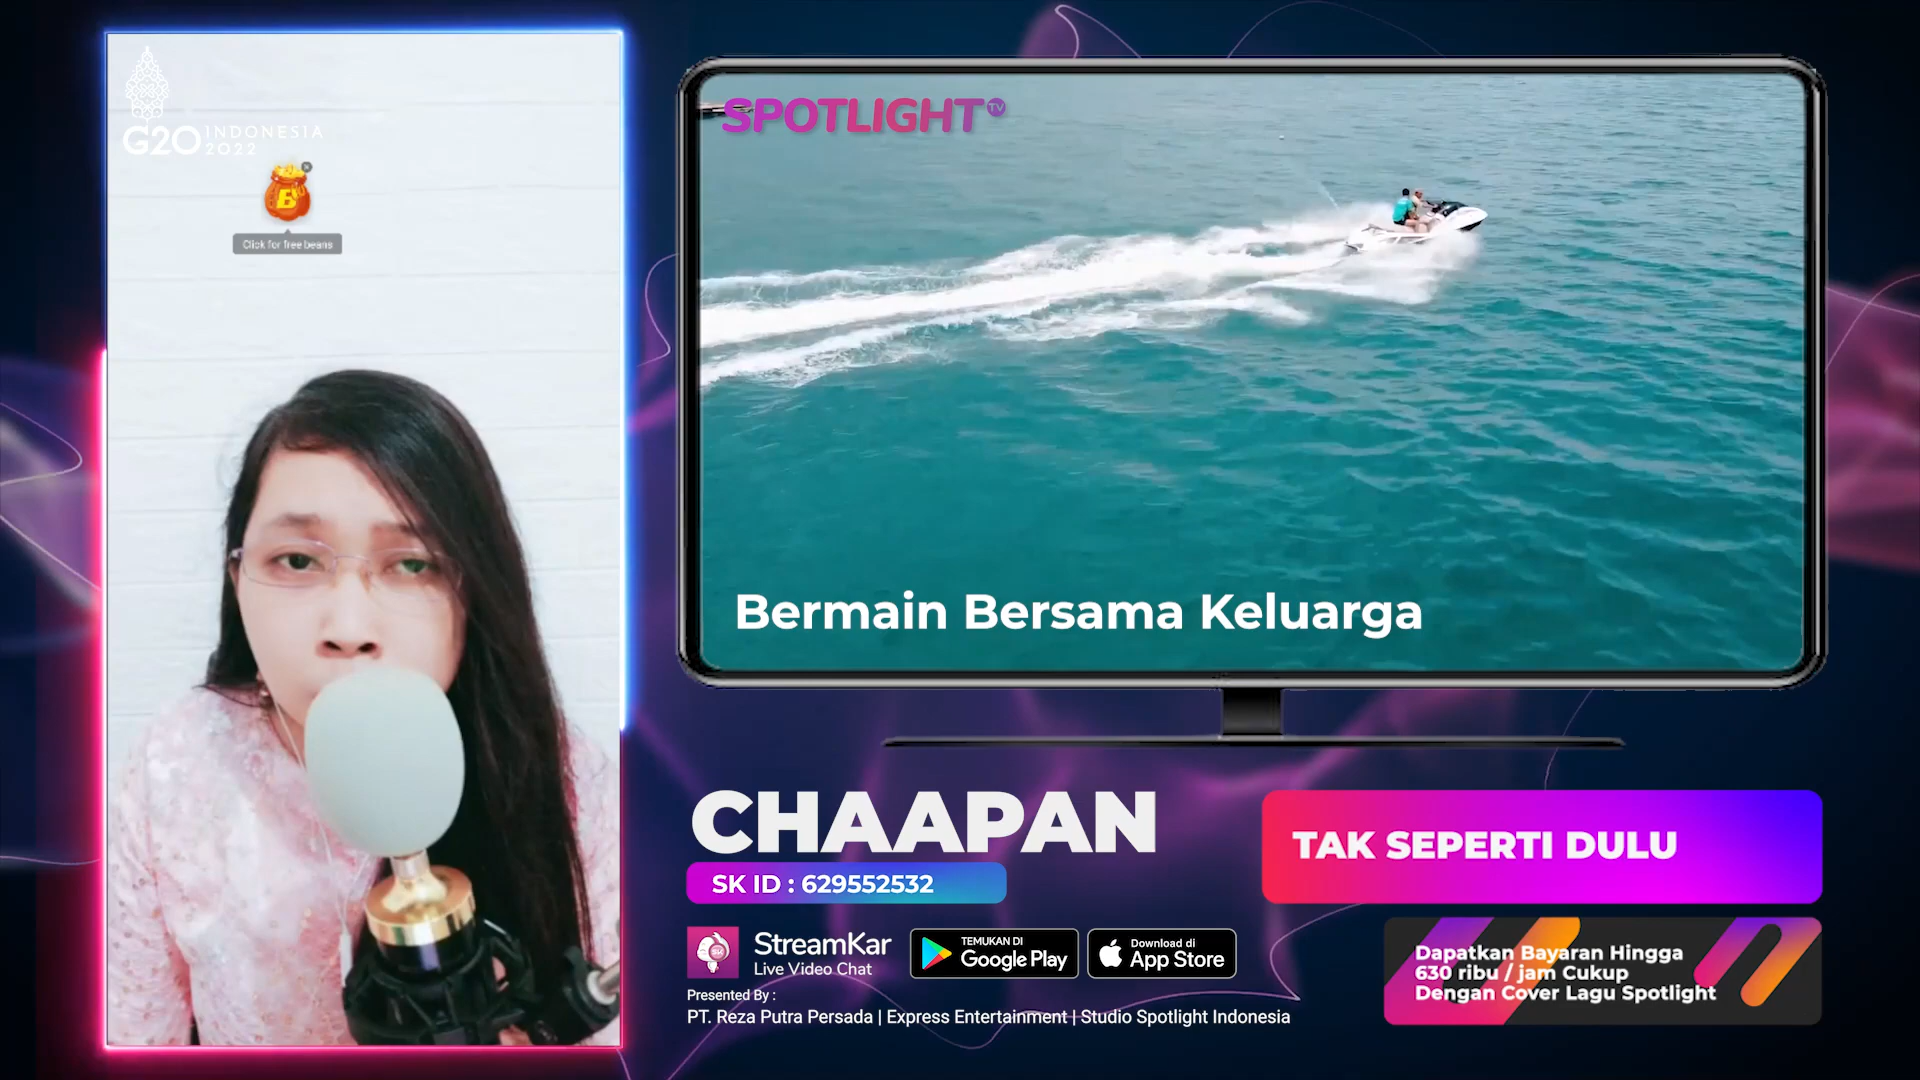 G20 INDONESIA
2022
B
Click for free beans
SPOTLIGHT TV
Bermain Bersama Keluarga
CHAAPAN
SK ID : 629552532
TAK SEPERTI DULU
SK
StreamKar
Live Video Chat
TEMUKAN DI
Google Play
Download di
App Store
Dapatkan Bayaran Hingga
630 ribu / jam Cukup
Dengan Cover Lagu Spotlight
Presented By :
PT. Reza Putra Persada | Express Entertainment | Studio Spotlight Indonesia